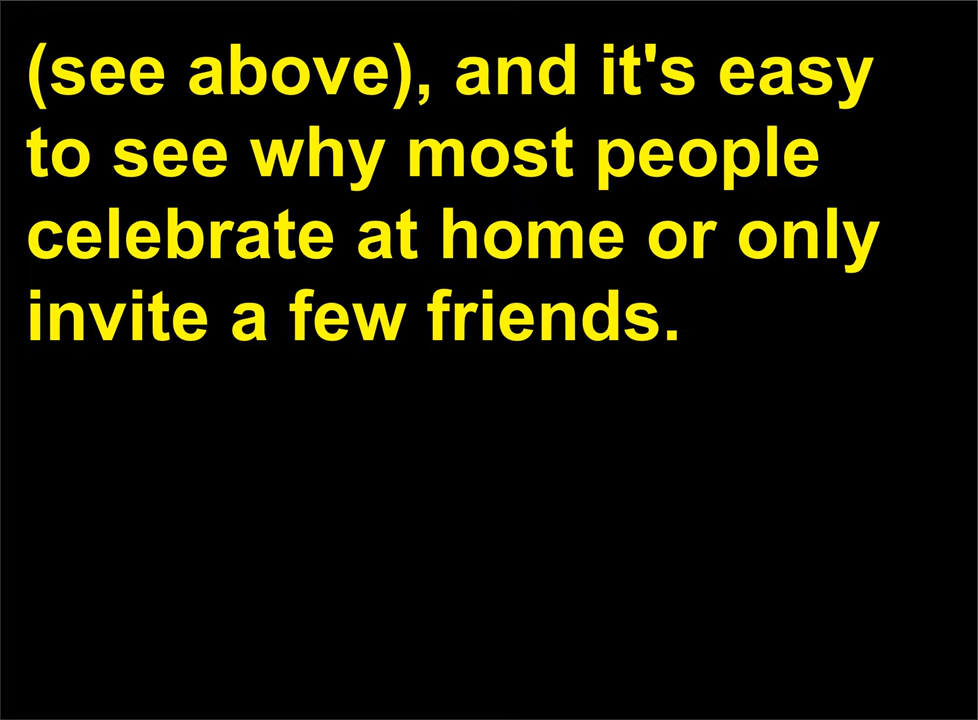 (see above), and it's easy
to see why most people
celebrate at home or only
invite a few friends.